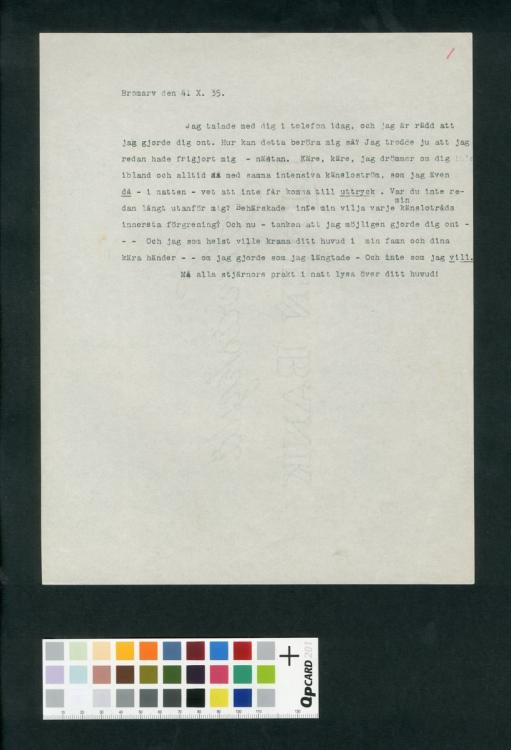 1
Bromarv den 41 X. 35.
Jag talade med dig i telefon idag, och jag är rädd att
jag gjorde dig ont. Hur kan detta beröra mig så? Jag trodde ju att jag
redan hade frigjort mig - nästan. Käre, käre, jag drömmer om dig
ibland och alltid så med samma intensiva känsloström, som jag även
då - i natten - vet att inte får komma till uttryck . Var du inte re-
min
dan långt utanför mig? Behärskade inte min vilja varje känslotråds
innersta förgrening? Och nu - tanken att jag möjligen gjorde dig ont -
- - Och jag som helst ville krama ditt huvud i min famn och dina
kära händer - - om jag gjorde som jag längtade - Och inte som jag vill.
Må alla stjärnors prakt i natt lysa över ditt huvud!
BANK
QPCARD 201